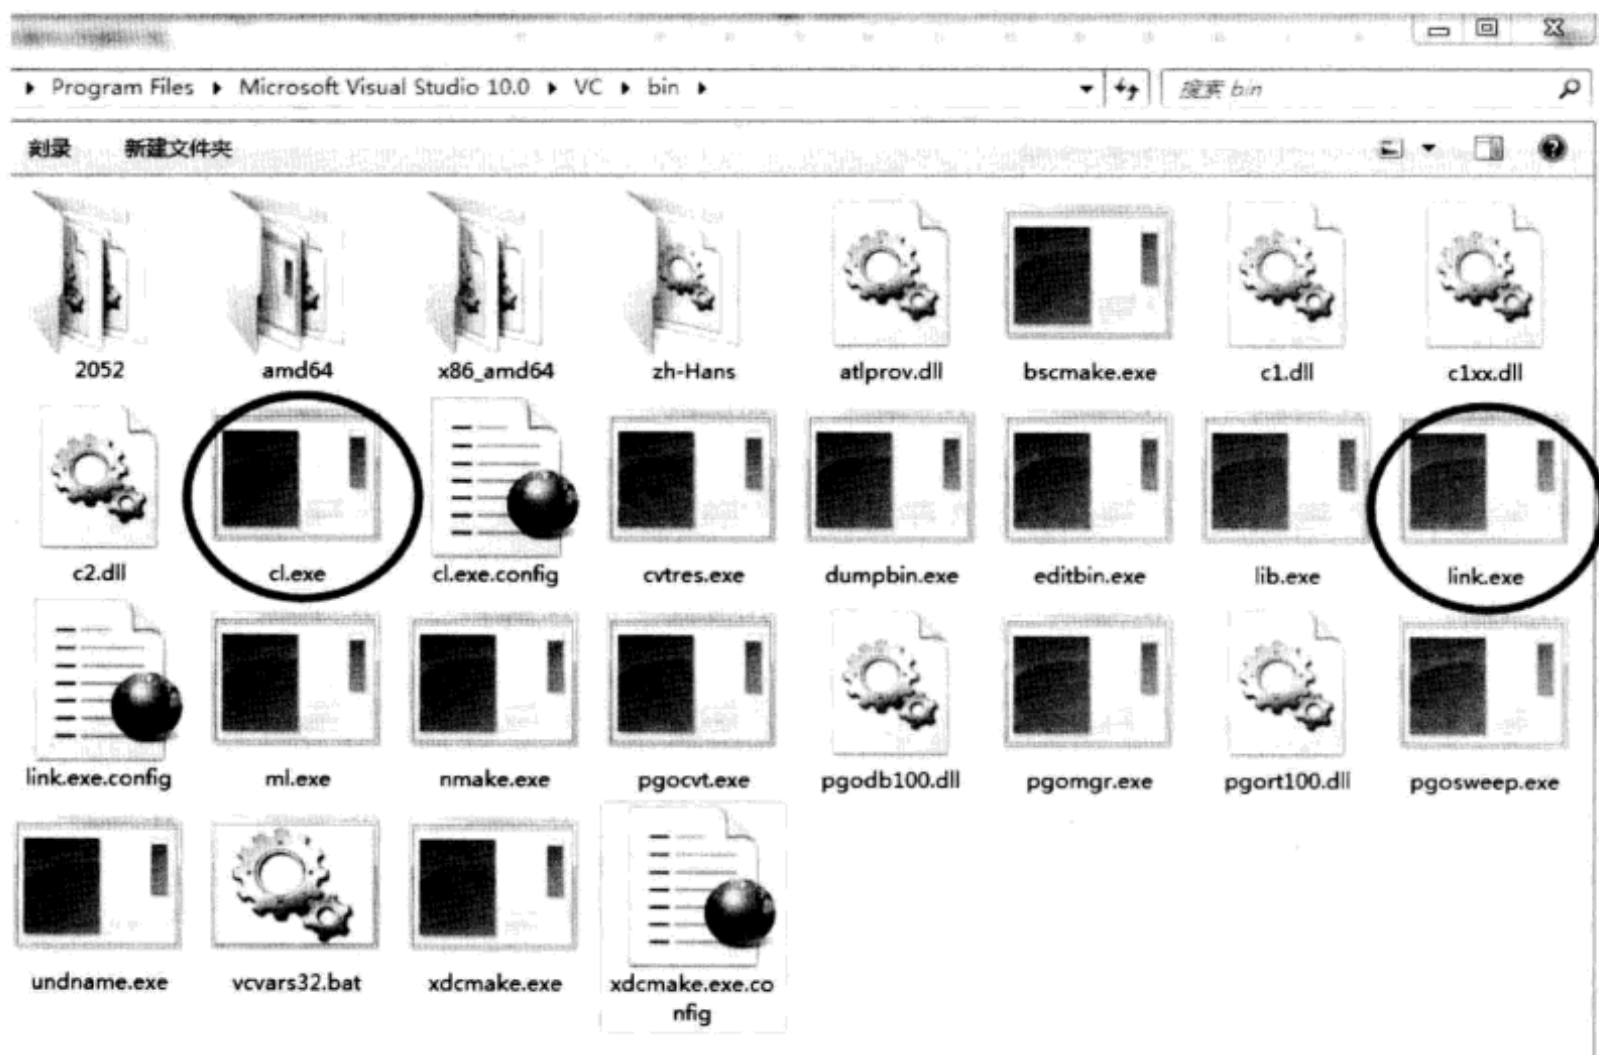 Program Files ▸ Microsoft Visual Studio 10.0 ▸ VC ▸ bin ▸
搜索 bin
刻录 新建文件夹
2052 amd64 x86_amd64 zh-Hans atlprov.dll bscmake.exe c1.dll c1xx.dll
c2.dll cl.exe cl.exe.config cvtres.exe dumpbin.exe editbin.exe lib.exe link.exe
link.exe.config ml.exe nmake.exe pgocvt.exe pgodb100.dll pgomgr.exe pgort100.dll pgosweep.exe
undname.exe vcvars32.bat xdcmake.exe xdcmake.exe.co
nfig